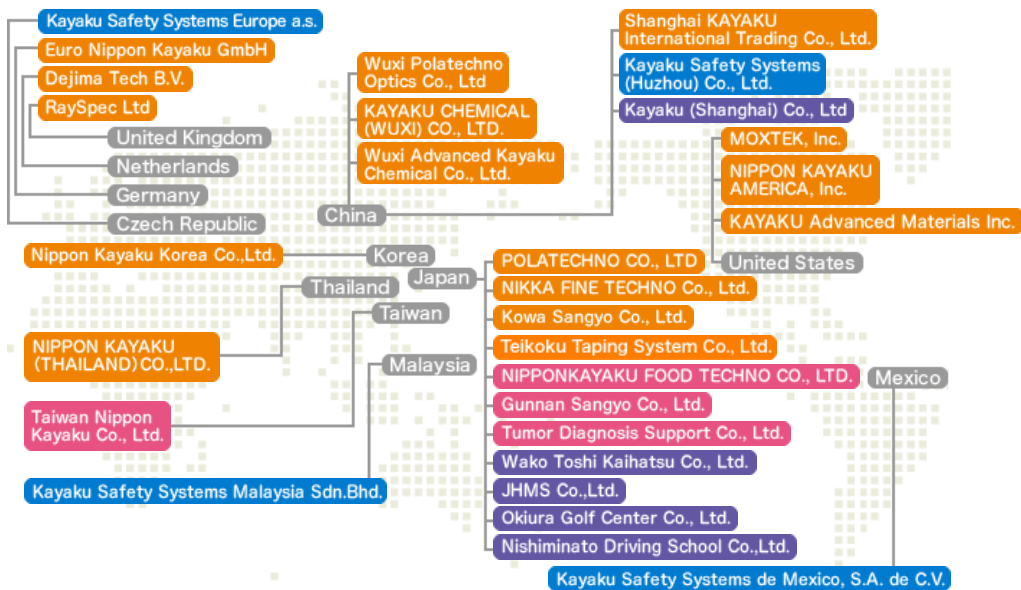 Kayaku Safety Systems Europe a.s.
Euro Nippon Kayaku GmbH
Dejima Tech B.V.
RaySpec Ltd
United Kingdom
Netherlands
Germany
Czech Republic
Wuxi Polatechno
Optics Co., Ltd
KAYAKU CHEMICAL
(WUXI) CO., LTD.
Wuxi Advanced Kayaku
Chemical Co., Ltd.
China
Shanghai KAYAKU
International Trading Co., Ltd.
Kayaku Safety Systems
(Huzhou) Co., Ltd.
Kayaku (Shanghai) Co., Ltd
MOXTEK, Inc.
NIPPON KAYAKU
AMERICA, Inc.
KAYAKU Advanced Materials Inc.
United States
Nippon Kayaku Korea Co.,Ltd.
Korea
Japan
Thailand
Taiwan
NIPPON KAYAKU
(THAILAND)CO.,LTD.
Malaysia
Taiwan Nippon
Kayaku Co., Ltd.
Kayaku Safety Systems Malaysia Sdn.Bhd.
POLATECHNO CO., LTD
NIKKA FINE TECHNO Co., Ltd.
Kowa Sangyo Co., Ltd.
Teikoku Taping System Co., Ltd.
NIPPONKAYAKU FOOD TECHNO CO., LTD.
Gunnan Sangyo Co., Ltd.
Tumor Diagnosis Support Co., Ltd.
Wako Toshi Kaihatsu Co., Ltd.
JHMS Co.,Ltd.
Okiura Golf Center Co., Ltd.
Nishiminato Driving School Co.,Ltd.
Mexico
Kayaku Safety Systems de Mexico, S.A. de C.V.